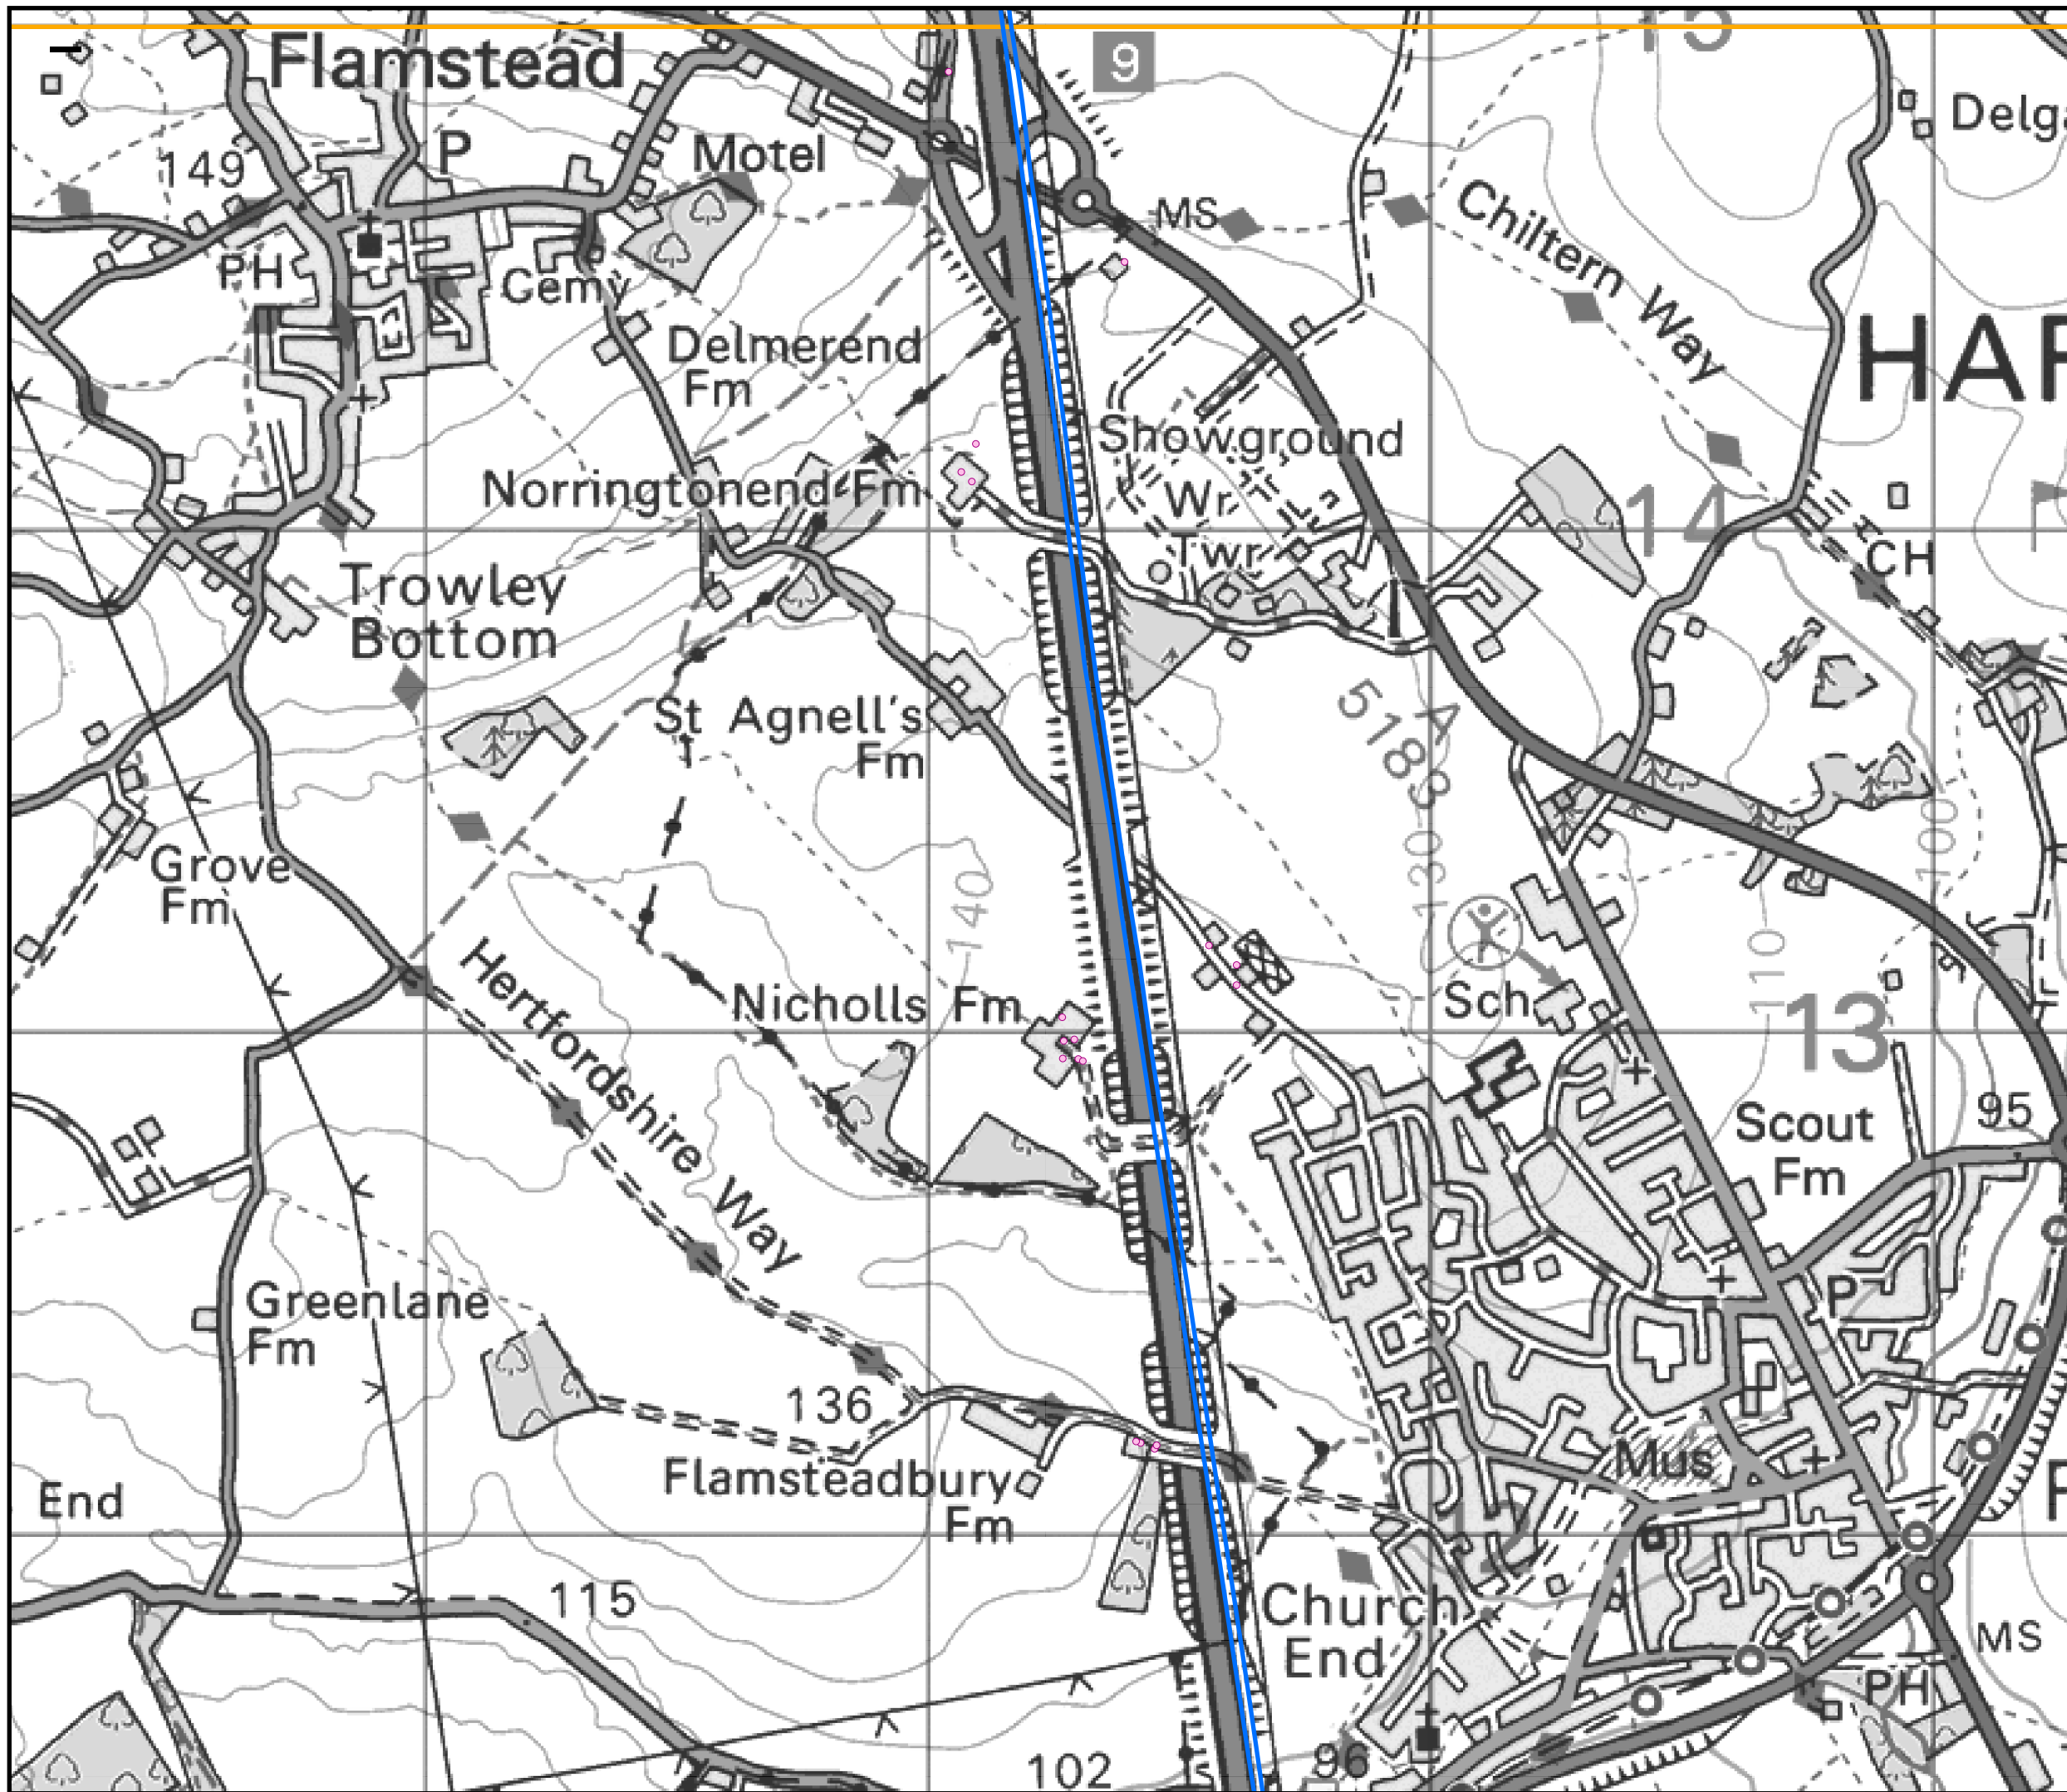 Flamstead
9
15
Delga
149
P
Motel
MS
Chiltern Way
PH
Cemy
Delmerend
Fm
HAR
Showground
Norringtonend Fm
Wr
Twr
14
CH
Trowley
Bottom
St Agnell's
Fm
A
5183
130
100
Grove
Fm
140
110
Nicholls Fm
Sch
Hertfordshire Way
13
95
Scout
Fm
Greenlane
Fm
P
136
Mus
Flamsteadbury
Fm
End
12
115
Church
End
MS
PH
102
96